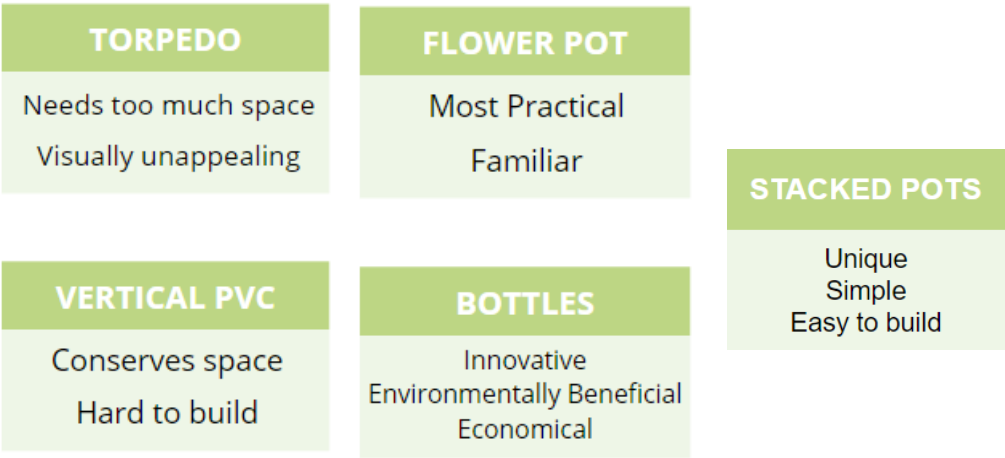 TORPEDO
Needs too much space
Visually unappealing
FLOWER POT
Most Practical
Familiar
STACKED POTS
Unique
Simple
Easy to build
VERTICAL PVC
Conserves space
Hard to build
BOTTLES
Innovative
Environmentally Beneficial
Economical